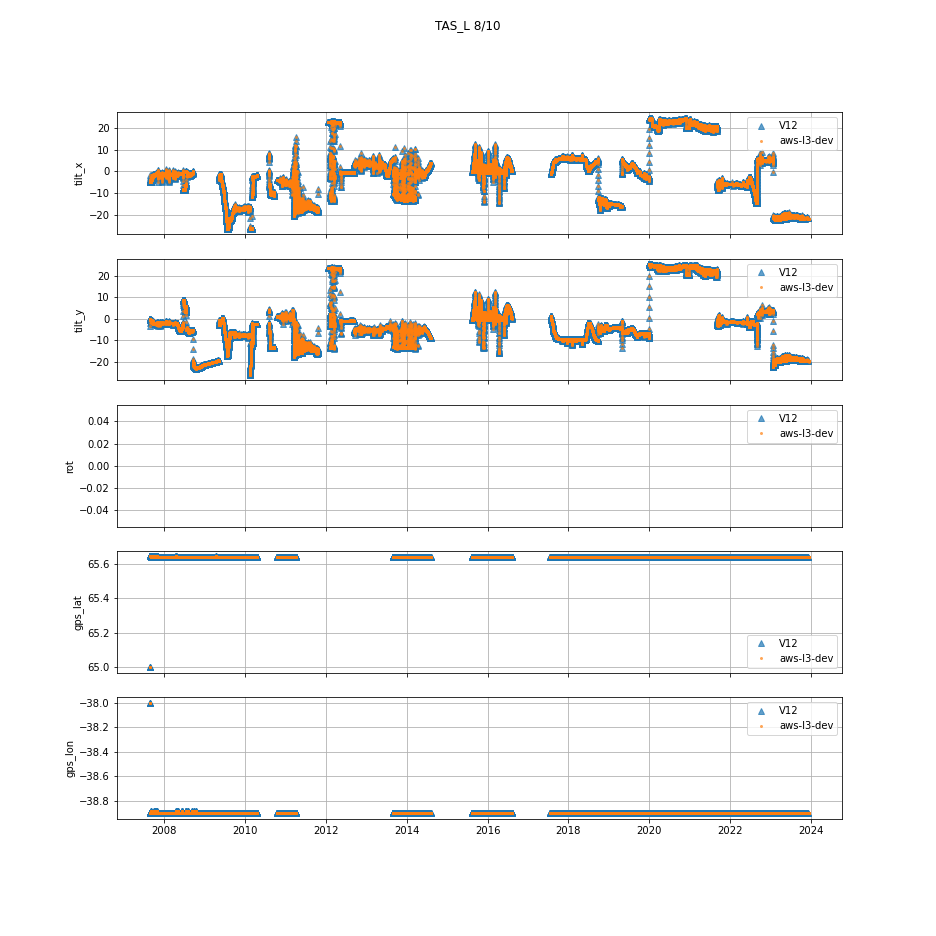 TAS_L 8/10
20
10
0
−10
−20
tilt_x
V12
aws-l3-dev
20
10
0
−10
−20
tilt_y
V12
aws-l3-dev
0.04
0.02
0.00
−0.02
−0.04
rot
V12
aws-l3-dev
65.6
65.4
65.2
65.0
gps_lat
V12
aws-l3-dev
−38.0
−38.2
−38.4
−38.6
−38.8
gps_lon
V12
aws-l3-dev
2008 2010 2012 2014 2016 2018 2020 2022 2024